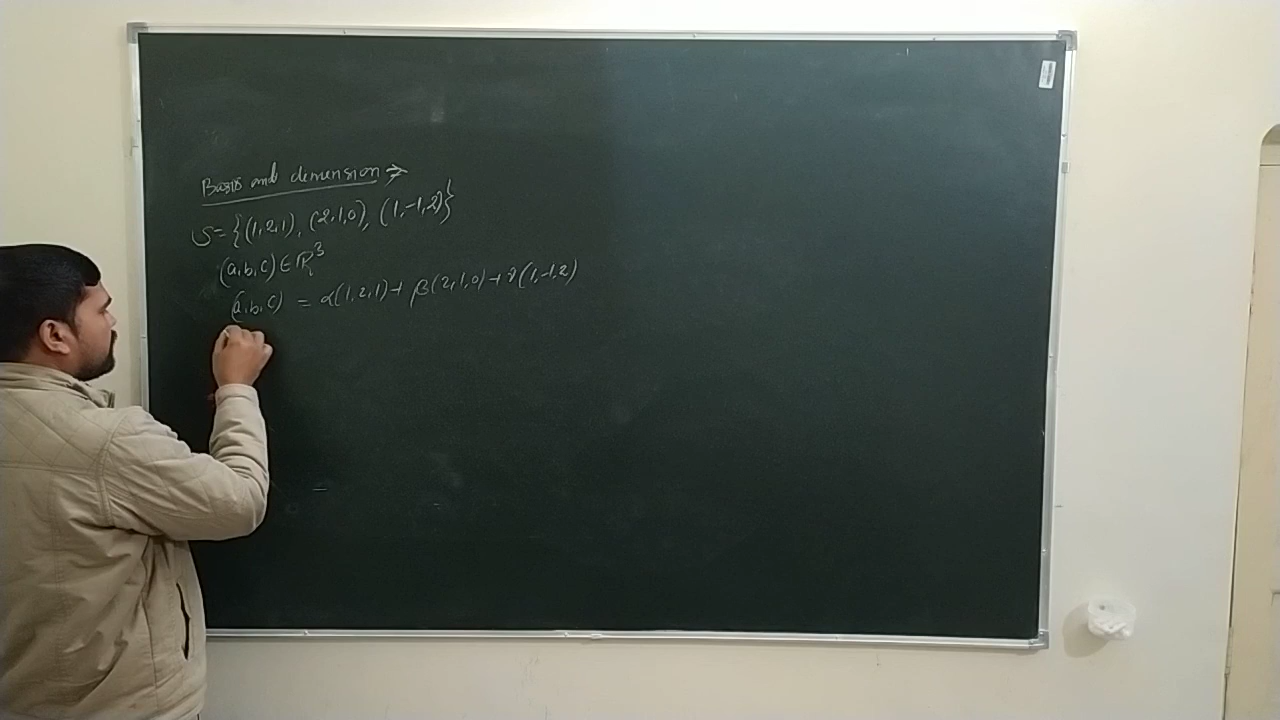 Basis and dimension →
S = {(1,2,1), (2,1,0), (1,-1,2)}
(a,b,c) ∈ ℝ³
(a,b,c) = α(1,2,1) + β(2,1,0) + γ(1,-1,2)